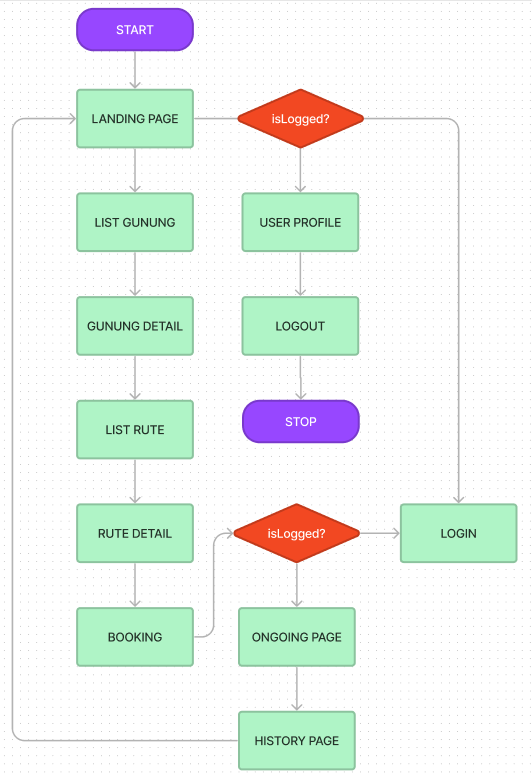 START
LANDING PAGE
isLogged?
LIST GUNUNG
USER PROFILE
GUNUNG DETAIL
LOGOUT
LIST RUTE
STOP
RUTE DETAIL
isLogged?
LOGIN
BOOKING
ONGOING PAGE
HISTORY PAGE